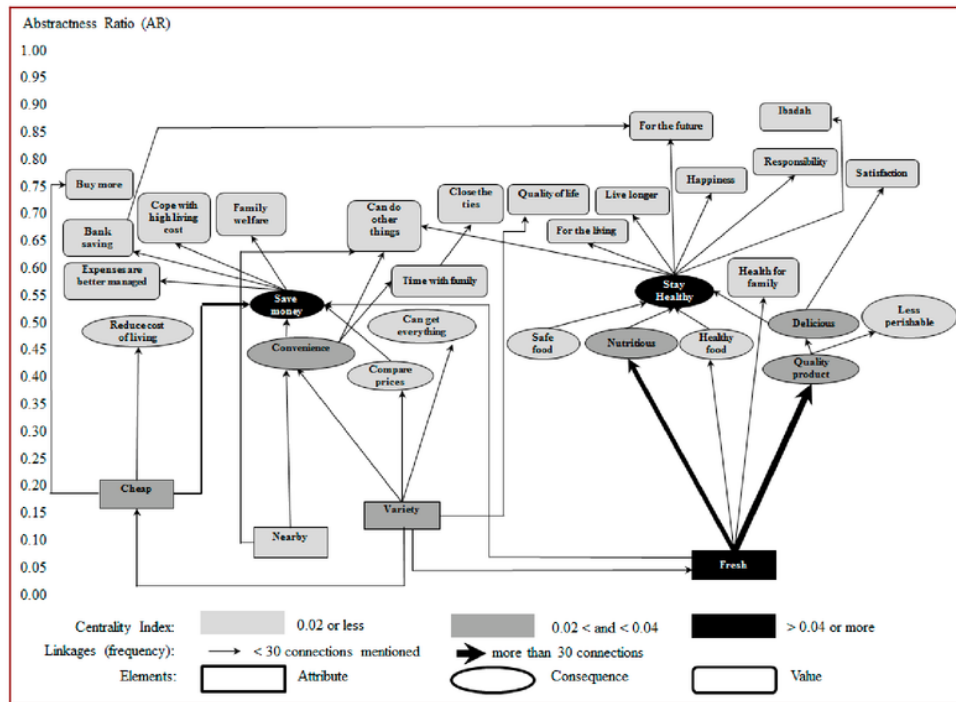 Abstractness Ratio (AR)
1.00
0.95
0.90
0.85
0.80
0.75
0.70
0.65
0.60
0.55
0.50
0.45
0.40
0.35
0.30
0.25
0.20
0.15
0.10
0.05
0.00
Ibadah
For the future
Responsibility
Satisfaction
Buy more
Happiness
Close the
ties
Quality of life
Live longer
Cope with
high living
cost
Family
welfare
Can do
other
things
For the living
Bank
saving
Expenses are
better managed
Time with family
Health for
family
Stay
Healthy
Save
money
Can get
everything
Less
perishable
Reduce cost
of living
Delicious
Safe
food
Nutritious
Healthy
food
Convenience
Compare
prices
Quality
product
Cheap
Variety
Nearby
Fresh
Centrality Index:
0.02 or less
0.02 < and < 0.04
> 0.04 or more
Linkages (frequency):
< 30 connections mentioned
more than 30 connections
Elements:
Attribute
Consequence
Value